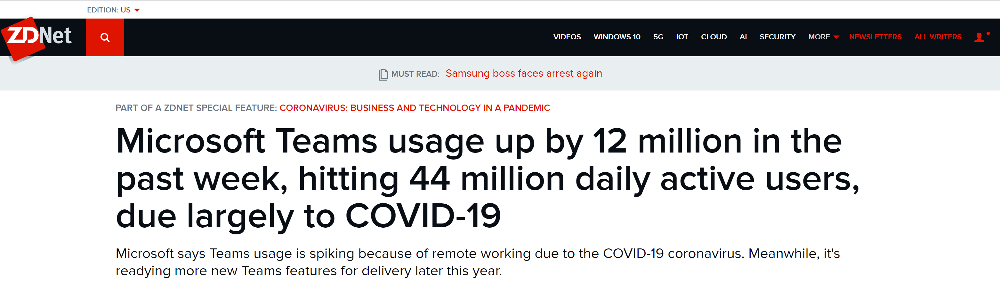 EDITION: US
ZDNet
VIDEOS WINDOWS 10 5G IOT CLOUD AI SECURITY MORE NEWSLETTERS ALL WRITERS
MUST READ: Samsung boss faces arrest again
PART OF A ZDNET SPECIAL FEATURE: CORONAVIRUS: BUSINESS AND TECHNOLOGY IN A PANDEMIC
Microsoft Teams usage up by 12 million in the
past week, hitting 44 million daily active users,
due largely to COVID-19
Microsoft says Teams usage is spiking because of remote working due to the COVID-19 coronavirus. Meanwhile, it's
readying more new Teams features for delivery later this year.